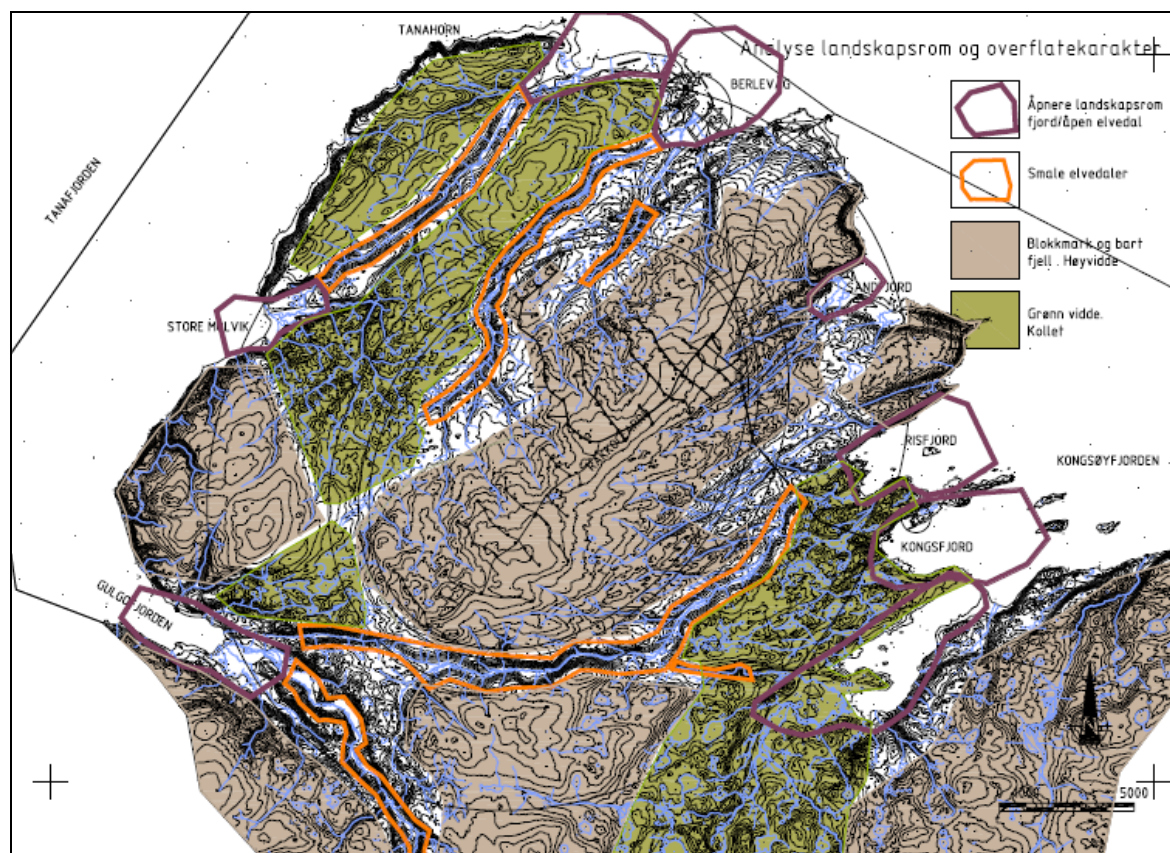 TANAHORN
Analyse landskapsrom og overflatekarakter
BERLEVÅG
Åpnere landskapsrom
fjord/åpen elvedal
TANAFJORDEN
Smale elvedaler
Blokkmark og bart
fjell . Høyvidde
SANDFJORD
Grønn vidde.
Kollet
STORE MOLVIK
RISFJORD
KONGSØYFJORDEN
KONGSFJORD
GULGOFJORDEN
5000